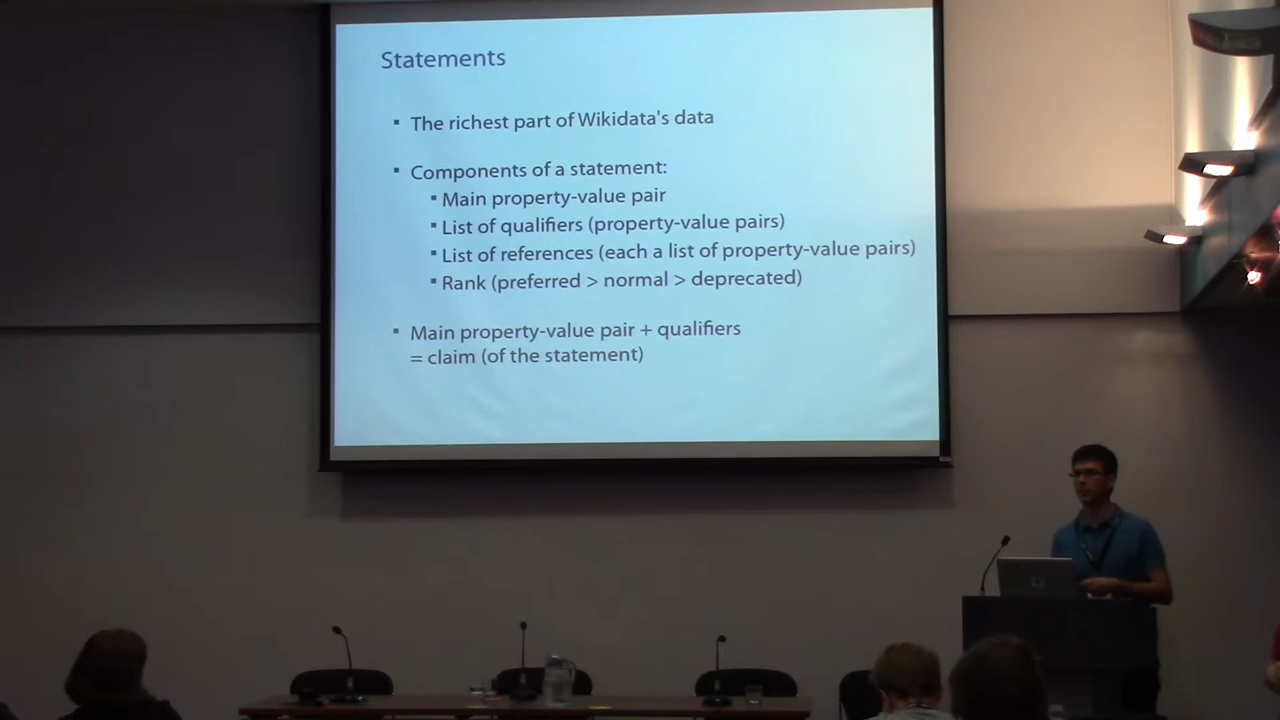 Statements
▪ The richest part of Wikidata's data
▪ Components of a statement:
▪ Main property-value pair
▪ List of qualifiers (property-value pairs)
▪ List of references (each a list of property-value pairs)
▪ Rank (preferred > normal > deprecated)
▪ Main property-value pair + qualifiers
= claim (of the statement)